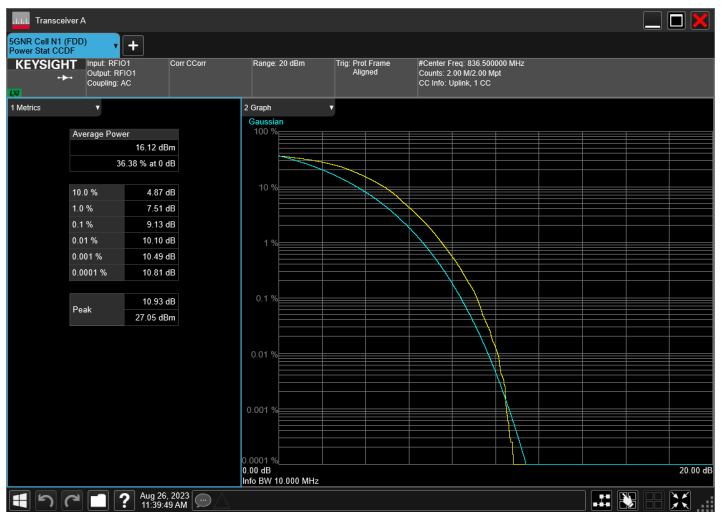 Transceiver A
5GNR Cell N1 (FDD)
Power Stat CCDF
KEYSIGHT
Input: RFIO1
Output: RFIO1
Coupling: AC
Corr CCorr
Range: 20 dBm
Trig: Prot Frame
Aligned
#Center Freq: 836.500000 MHz
Counts: 2.00 M/2.00 Mpt
CC Info: Uplink, 1 CC
1 Metrics
Average Power
16.12 dBm
36.38 % at 0 dB
10.0 % 4.87 dB
1.0 % 7.51 dB
0.1 % 9.13 dB
0.01 % 10.10 dB
0.001 % 10.49 dB
0.0001 % 10.81 dB
Peak
10.93 dB
27.05 dBm
2 Graph
Gaussian
100 %
10 %
1 %
0.1 %
0.01 %
0.001 %
0.0001 %
0.00 dB
20.00 dB
Info BW 10.000 MHz
?
Aug 26, 2023
11:39:49 AM